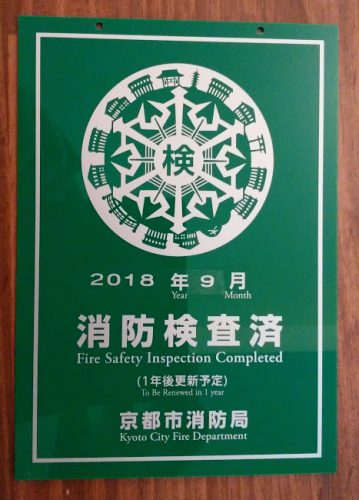 検
大
2018 年 9 月
Year Month
消防検査済
Fire Safety Inspection Completed
(1年後更新予定)
To Be Renewed in 1 year
京都市消防局
Kyoto City Fire Department